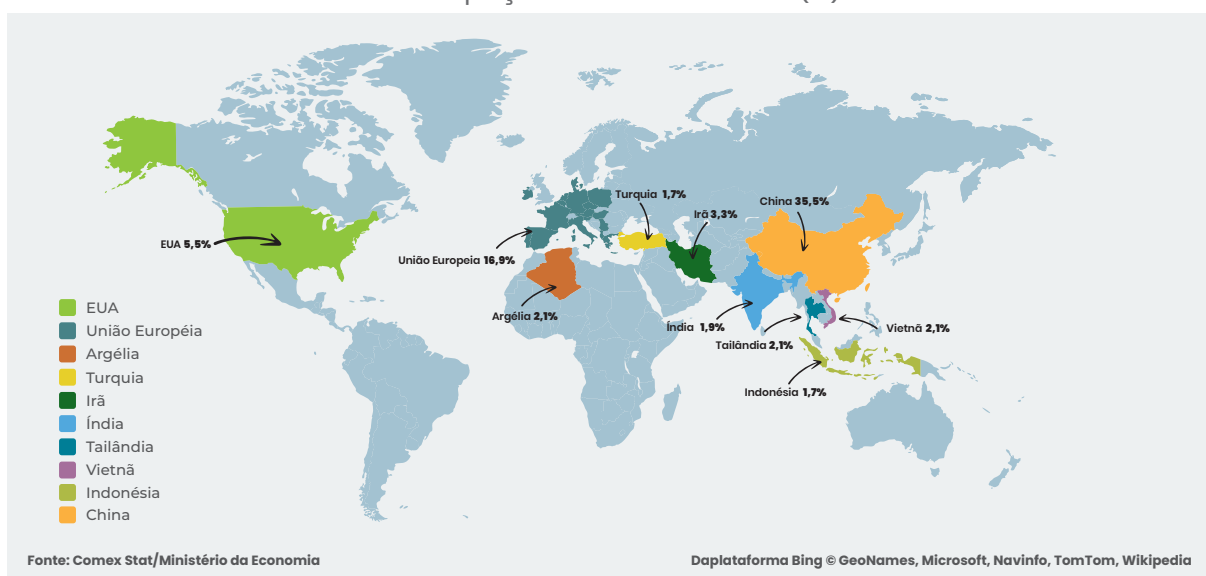 Turquia 1,7%
China 35,5%
Irã 3,3%
EUA 5,5%
União Europeia 16,9%
Argélia 2,1%
Índia 1,9%
Vietnã 2,1%
Tailândia 2,1%
Indonésia 1,7%
EUA
União Européia
Argélia
Turquia
Irã
Índia
Tailândia
Vietnã
Indonésia
China
Fonte: Comex Stat/Ministério da Economia
Daplataforma Bing © GeoNames, Microsoft, Navinfo, TomTom, Wikipedia